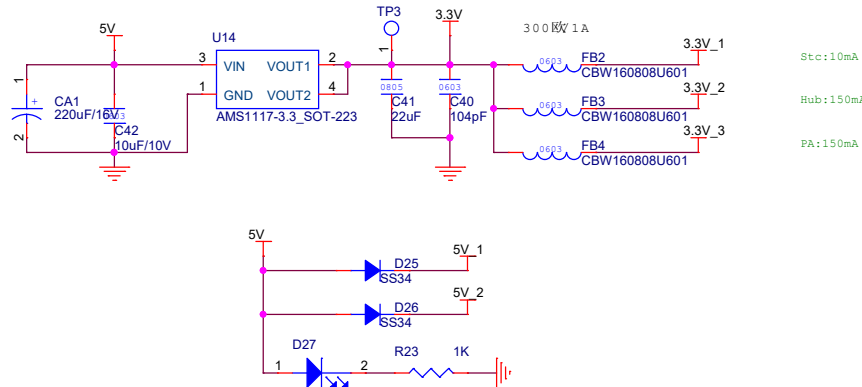 TP3
5V
U14
3.3V
300欧/1A
1
3
VIN
VOUT1
2
1
GND
VOUT2
4
AMS1117-3.3_SOT-223
1
+
CA1
220uF/16V
2
C42
10uF/10V
0805
C41
22uF
0603
C40
104pF
0603
FB2
CBW160808U601
3.3V_1
Stc:10mA
0603
FB3
CBW160808U601
3.3V_2
Hub:150mA
0603
FB4
CBW160808U601
3.3V_3
PA:150mA
5V
D25
SS34
5V_1
D26
SS34
5V_2
D27
1
2
R23
1K